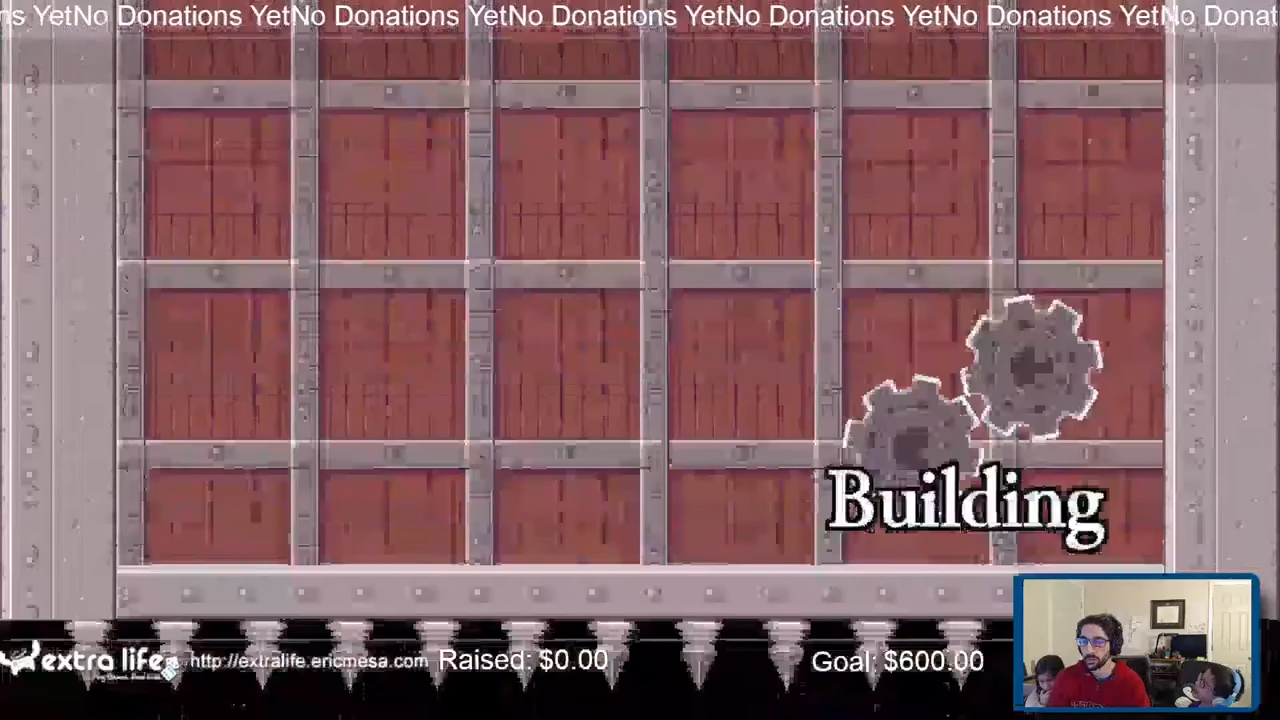 ns YetNo Donations YetNo Donations YetNo Donations YetNo Donations YetNo Donations YetNo Donat
Building
extra life http://extralife.ericmesa.com Raised: $0.00 Goal: $600.00